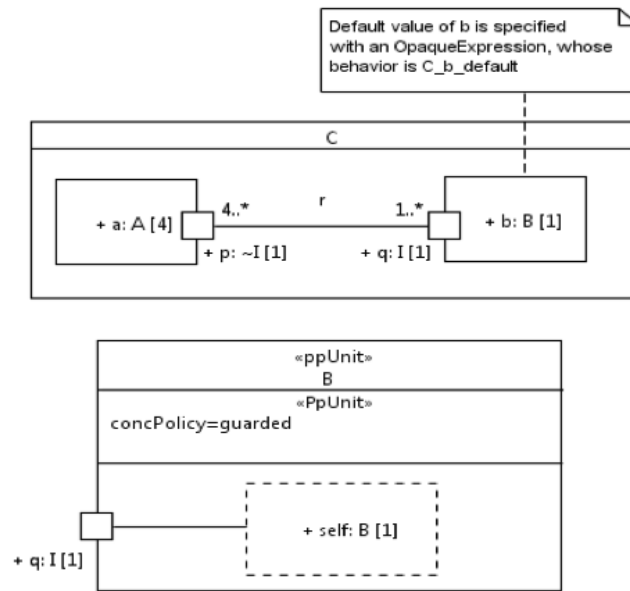 Default value of b is specified
with an OpaqueExpression, whose
behavior is C_b_default
C
+ a: A [4]
4..*
r
1..*
+ b: B [1]
+ p: ~I [1]
+ q: I [1]
«ppUnit»
B
«PpUnit»
concPolicy=guarded
+ self: B [1]
+ q: I [1]